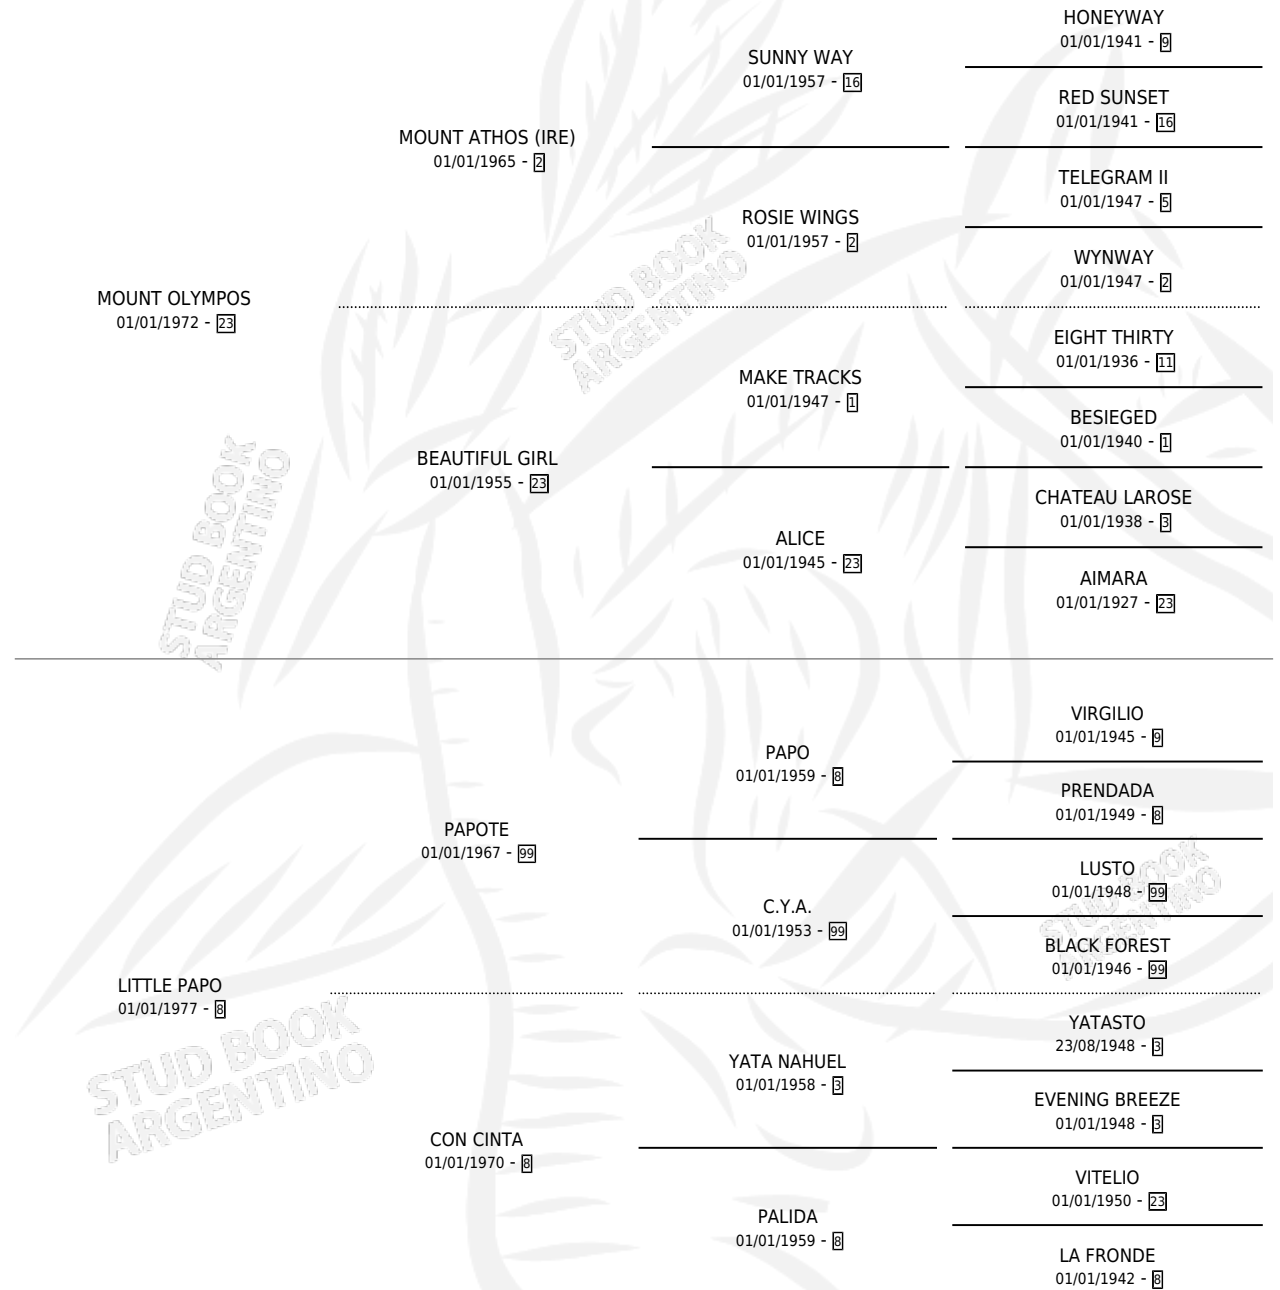 HONEYWAY
01/01/1941 - 9
SUNNY WAY
01/01/1957 - 16
RED SUNSET
01/01/1941 - 16
MOUNT ATHOS (IRE)
01/01/1965 - 2
TELEGRAM II
01/01/1947 - 5
ROSIE WINGS
01/01/1957 - 2
WYNWAY
01/01/1947 - 2
MOUNT OLYMPOS
01/01/1972 - 23
EIGHT THIRTY
01/01/1936 - 11
MAKE TRACKS
01/01/1947 - 1
BESIEGED
01/01/1940 - 1
BEAUTIFUL GIRL
01/01/1955 - 23
CHATEAU LAROSE
01/01/1938 - 3
ALICE
01/01/1945 - 23
AIMARA
01/01/1927 - 23
VIRGILIO
01/01/1945 - 9
PAPO
01/01/1959 - 8
PRENDADA
01/01/1949 - 8
PAPOTE
01/01/1967 - 99
LUSTO
01/01/1948 - 99
C.Y.A.
01/01/1953 - 99
BLACK FOREST
01/01/1946 - 99
LITTLE PAPO
01/01/1977 - 8
YATASTO
23/08/1948 - 3
YATA NAHUEL
01/01/1958 - 3
EVENING BREEZE
01/01/1948 - 3
CON CINTA
01/01/1970 - 8
VITELIO
01/01/1950 - 23
PALIDA
01/01/1959 - 8
LA FRONDE
01/01/1942 - 8
STUD BOOK
ARGENTINO
STUD BOOK
ARGENTINO
STUD BOOK
ARGENTINO
STUD BOOK
ARGENTINO